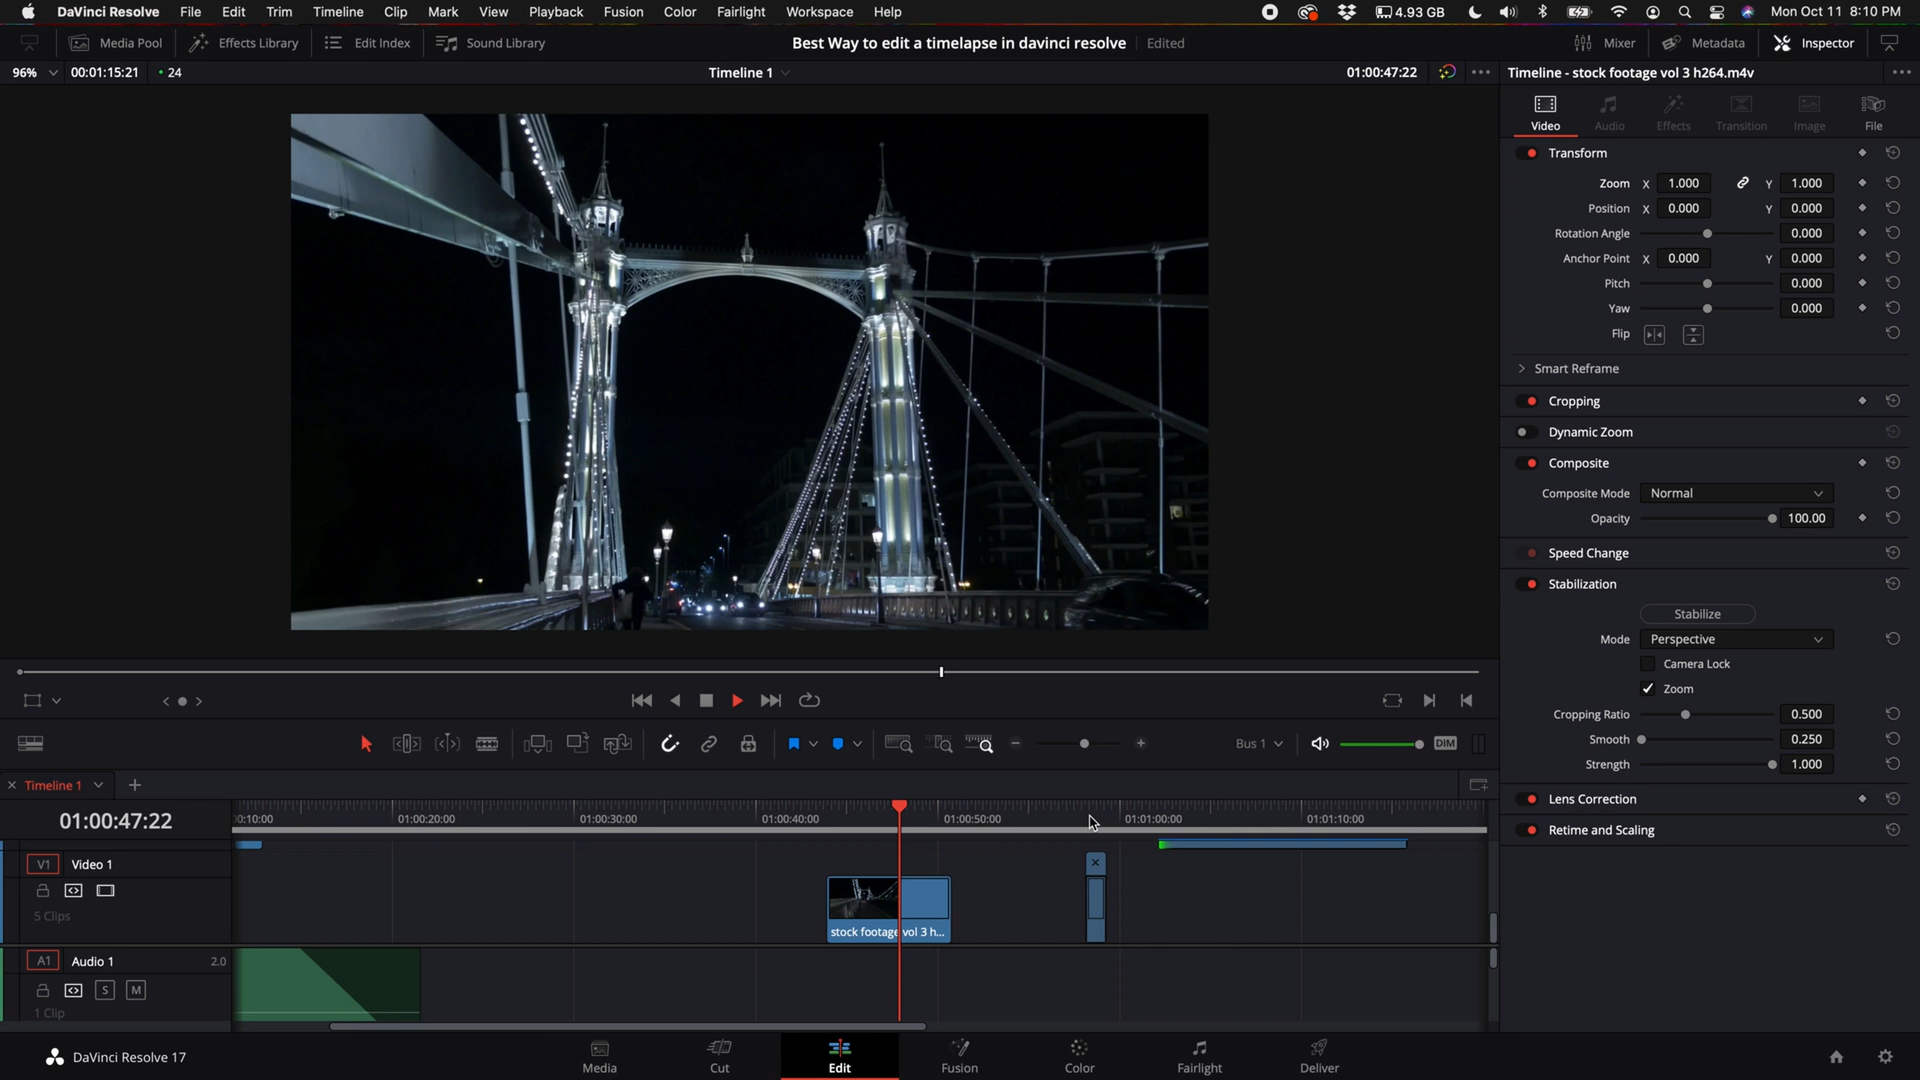 DaVinci Resolve File Edit Trim Timeline Clip Mark View Playback Fusion Color Fairlight Workspace Help 4.93 GB Mon Oct 11 8:10 PM
Media Pool Effects Library Edit Index Sound Library Best Way to edit a timelapse in davinci resolve Edited Mixer Metadata Inspector
96% 00:01:15:21 24 Timeline 1 01:00:47:22 Timeline - stock footage vol 3 h264.m4v
Video Audio Effects Transition Image File
Transform
Zoom X 1.000 Y 1.000
Position X 0.000 Y 0.000
Rotation Angle 0.000
Anchor Point X 0.000 Y 0.000
Pitch 0.000
Yaw 0.000
Flip
Smart Reframe
Cropping
Dynamic Zoom
Composite
Composite Mode Normal
Opacity 100.00
Speed Change
Stabilization
Stabilize
Mode Perspective
Camera Lock
Zoom
Cropping Ratio 0.500
Smooth 0.250
Strength 1.000
Lens Correction
Retime and Scaling
Bus 1 DIM
Timeline 1
01:00:47:22 0:10:00 01:00:20:00 01:00:30:00 01:00:40:00 01:00:50:00 01:01:00:00 01:01:10:00
V1 Video 1
5 Clips
stock footage vol 3 h...
A1 Audio 1 2.0
S M
1 Clip
DaVinci Resolve 17 Media Cut Edit Fusion Color Fairlight Deliver